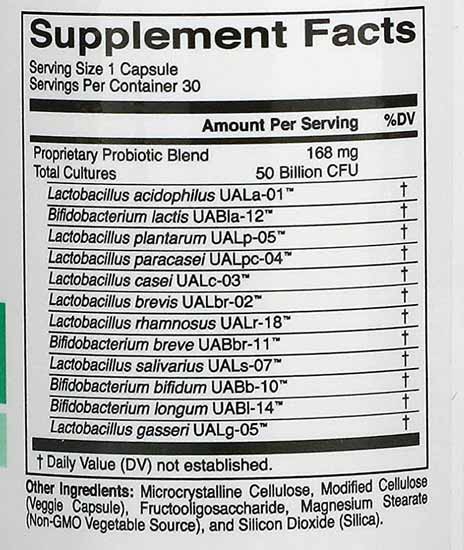 Supplement Facts
Serving Size 1 Capsule
Servings Per Container 30
Amount Per Serving %DV
Proprietary Probiotic Blend 168 mg
Total Cultures 50 Billion CFU
Lactobacillus acidophilus UALa-01™ †
Bifidobacterium lactis UABla-12™ †
Lactobacillus plantarum UALp-05™ †
Lactobacillus paracasei UALpc-04™ †
Lactobacillus casei UALc-03™ †
Lactobacillus brevis UALbr-02™ †
Lactobacillus rhamnosus UALr-18™ †
Bifidobacterium breve UABbr-11™ †
Lactobacillus salivarius UALs-07™ †
Bifidobacterium bifidum UABb-10™ †
Bifidobacterium longum UABl-14™ †
Lactobacillus gasseri UALg-05™ †
† Daily Value (DV) not established.
Other Ingredients: Microcrystalline Cellulose, Modified Cellulose
(Veggie Capsule), Fructooligosaccharide, Magnesium Stearate
(Non-GMO Vegetable Source), and Silicon Dioxide (Silica).